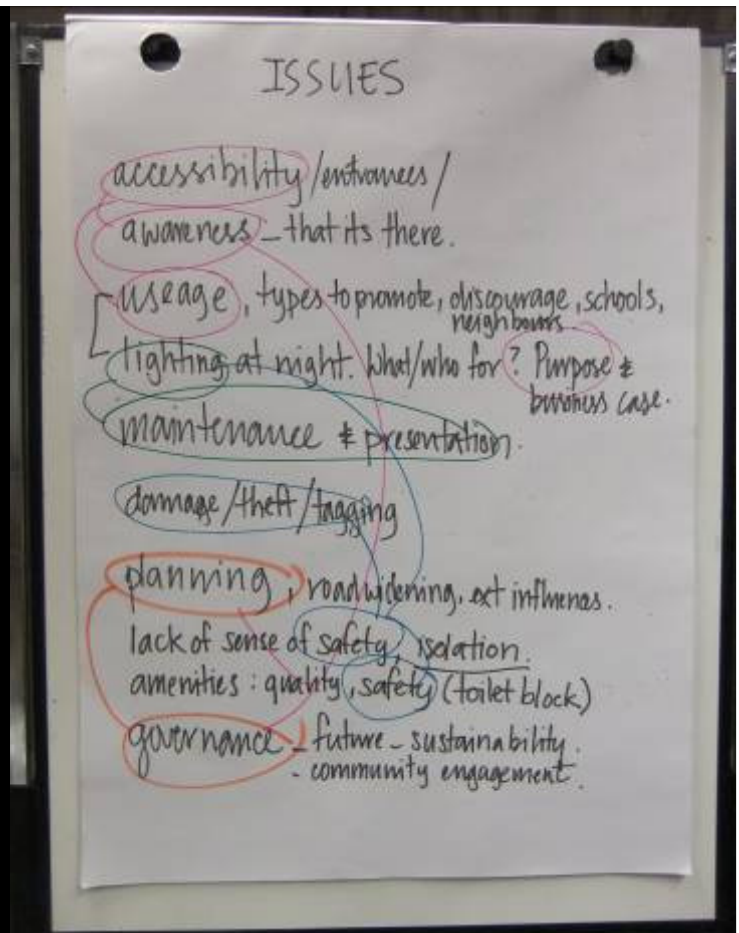 ISSUES
accessibility /entrances /
awareness - that its there.
useage, types to promote, discourage, schools,
neighbours
lighting at night. What/who for? Purpose &
business case.
maintenance & presentation.
damage/theft/tagging
planning, roadwidening, ext influences.
lack of sense of safety, isolation.
amenities : quality, safety (toilet block)
governance - future - sustainability.
- community engagement.